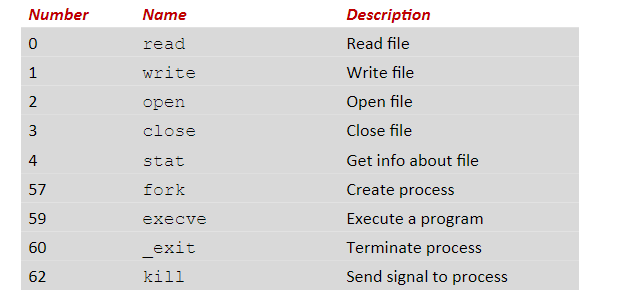 Number Name Description
0 read Read file
1 write Write file
2 open Open file
3 close Close file
4 stat Get info about file
57 fork Create process
59 execve Execute a program
60 _exit Terminate process
62 kill Send signal to process